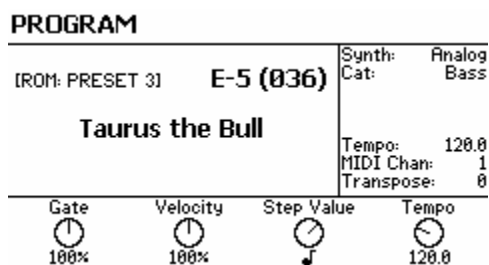 PROGRAM
[ROM: PRESET 3] E-5 (036)
Taurus the Bull
Synth: Analog
Cat: Bass
Tempo: 120.0
MIDI Chan: 1
Transpose: 0
Gate Velocity Step Value Tempo
100% 100% 120.0